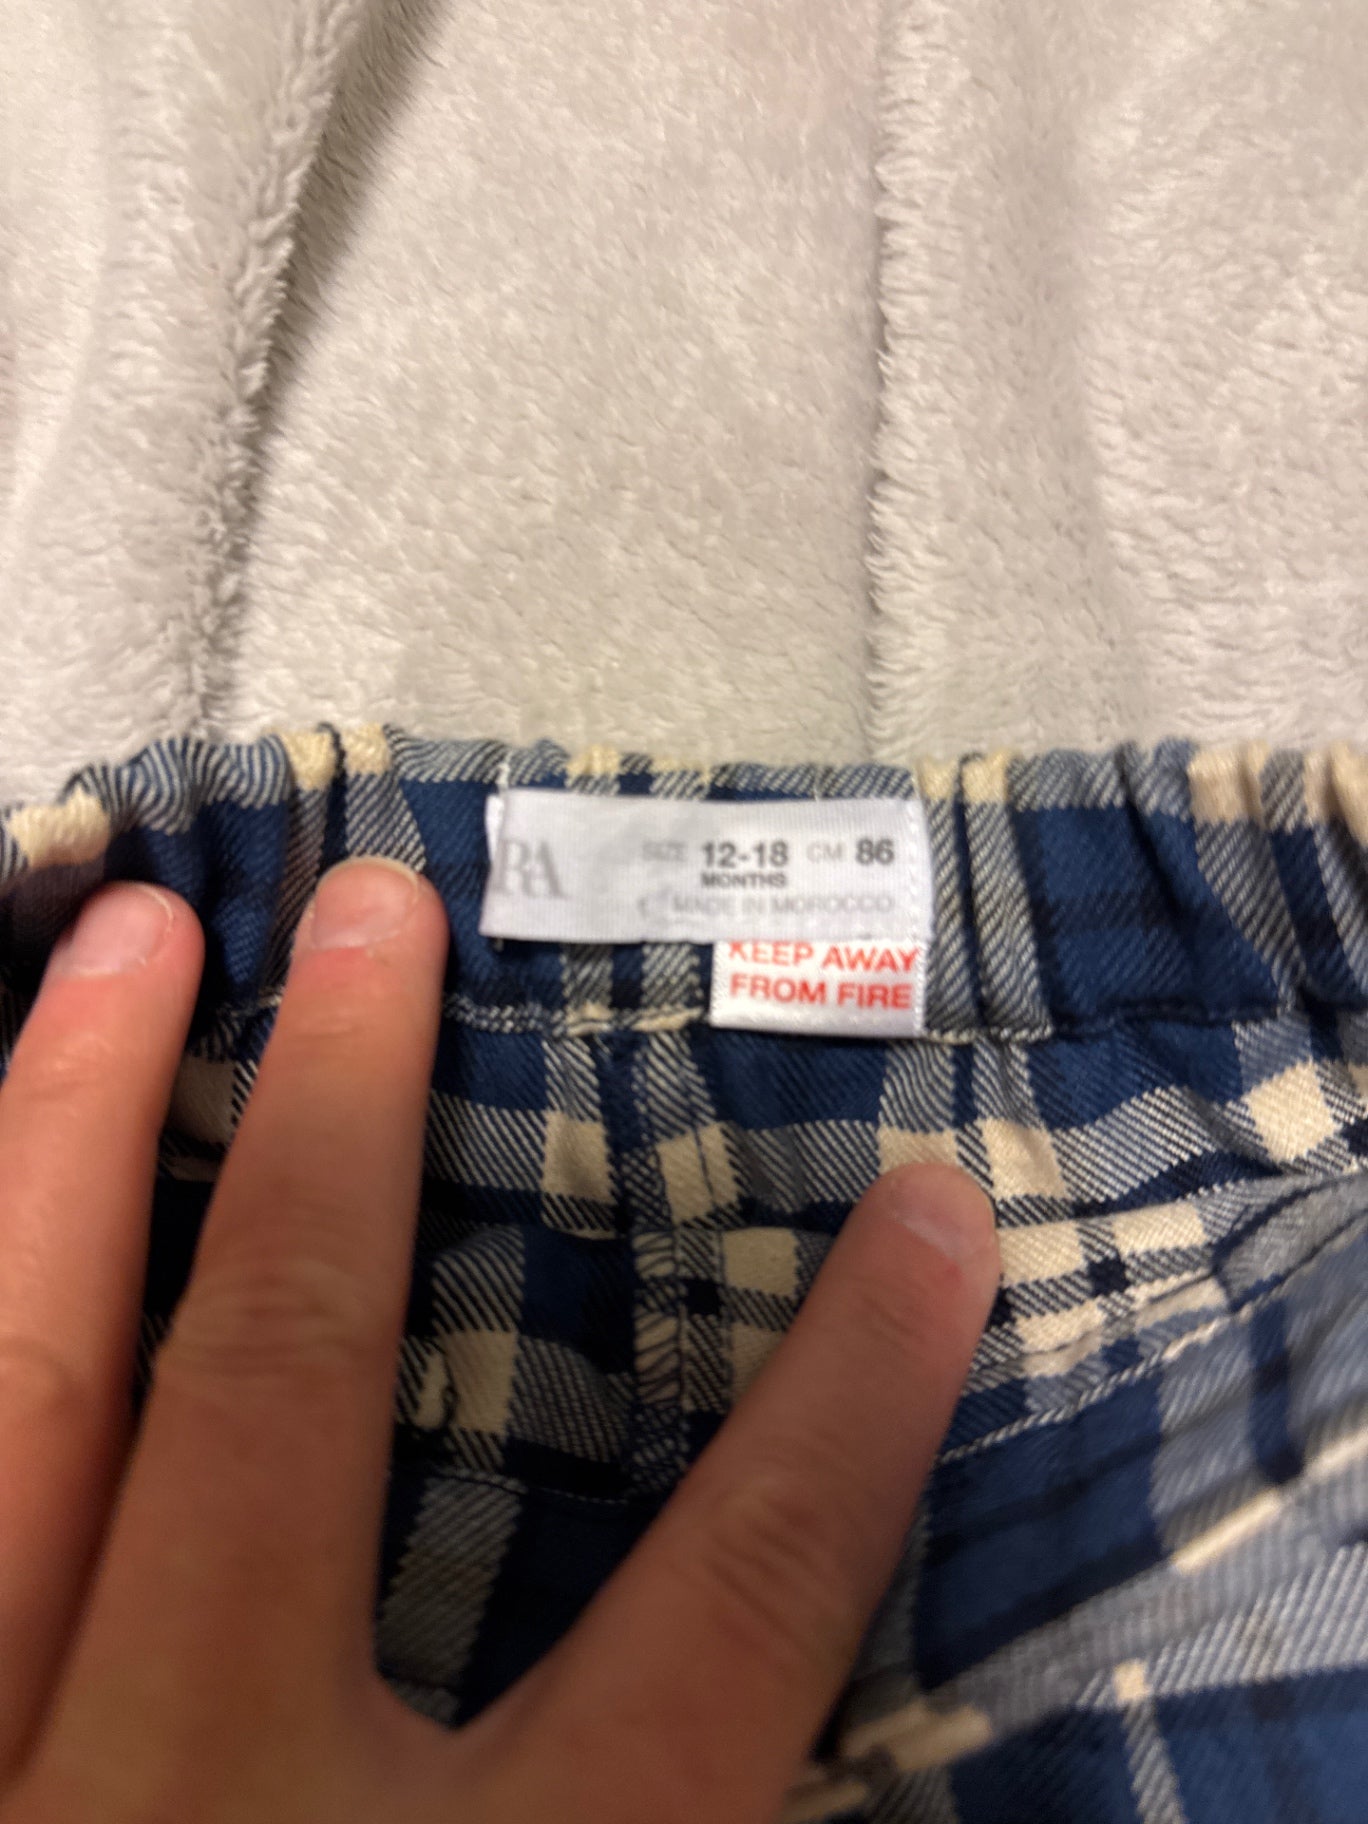 RA
SIZE 12-18 CM 86
MONTHS
MADE IN MOROCCO
KEEP AWAY
FROM FIRE